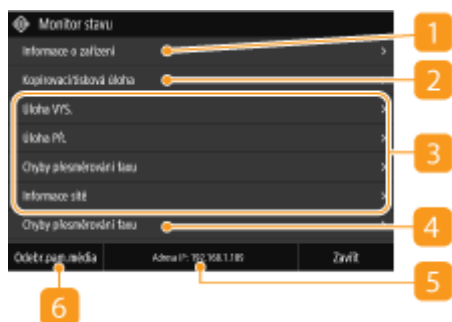 Monitor stavu
Informace o zařízení
1
Kopírovací/tisková úloha
2
Úloha VYS.
Úloha Př.
3
Chyby přesměrování faxu
Informace sítě
Chyby přesměrování faxu
4
Odebr.pam.média
Adresa IP: 192.168.1.189
Zavřít
5
6